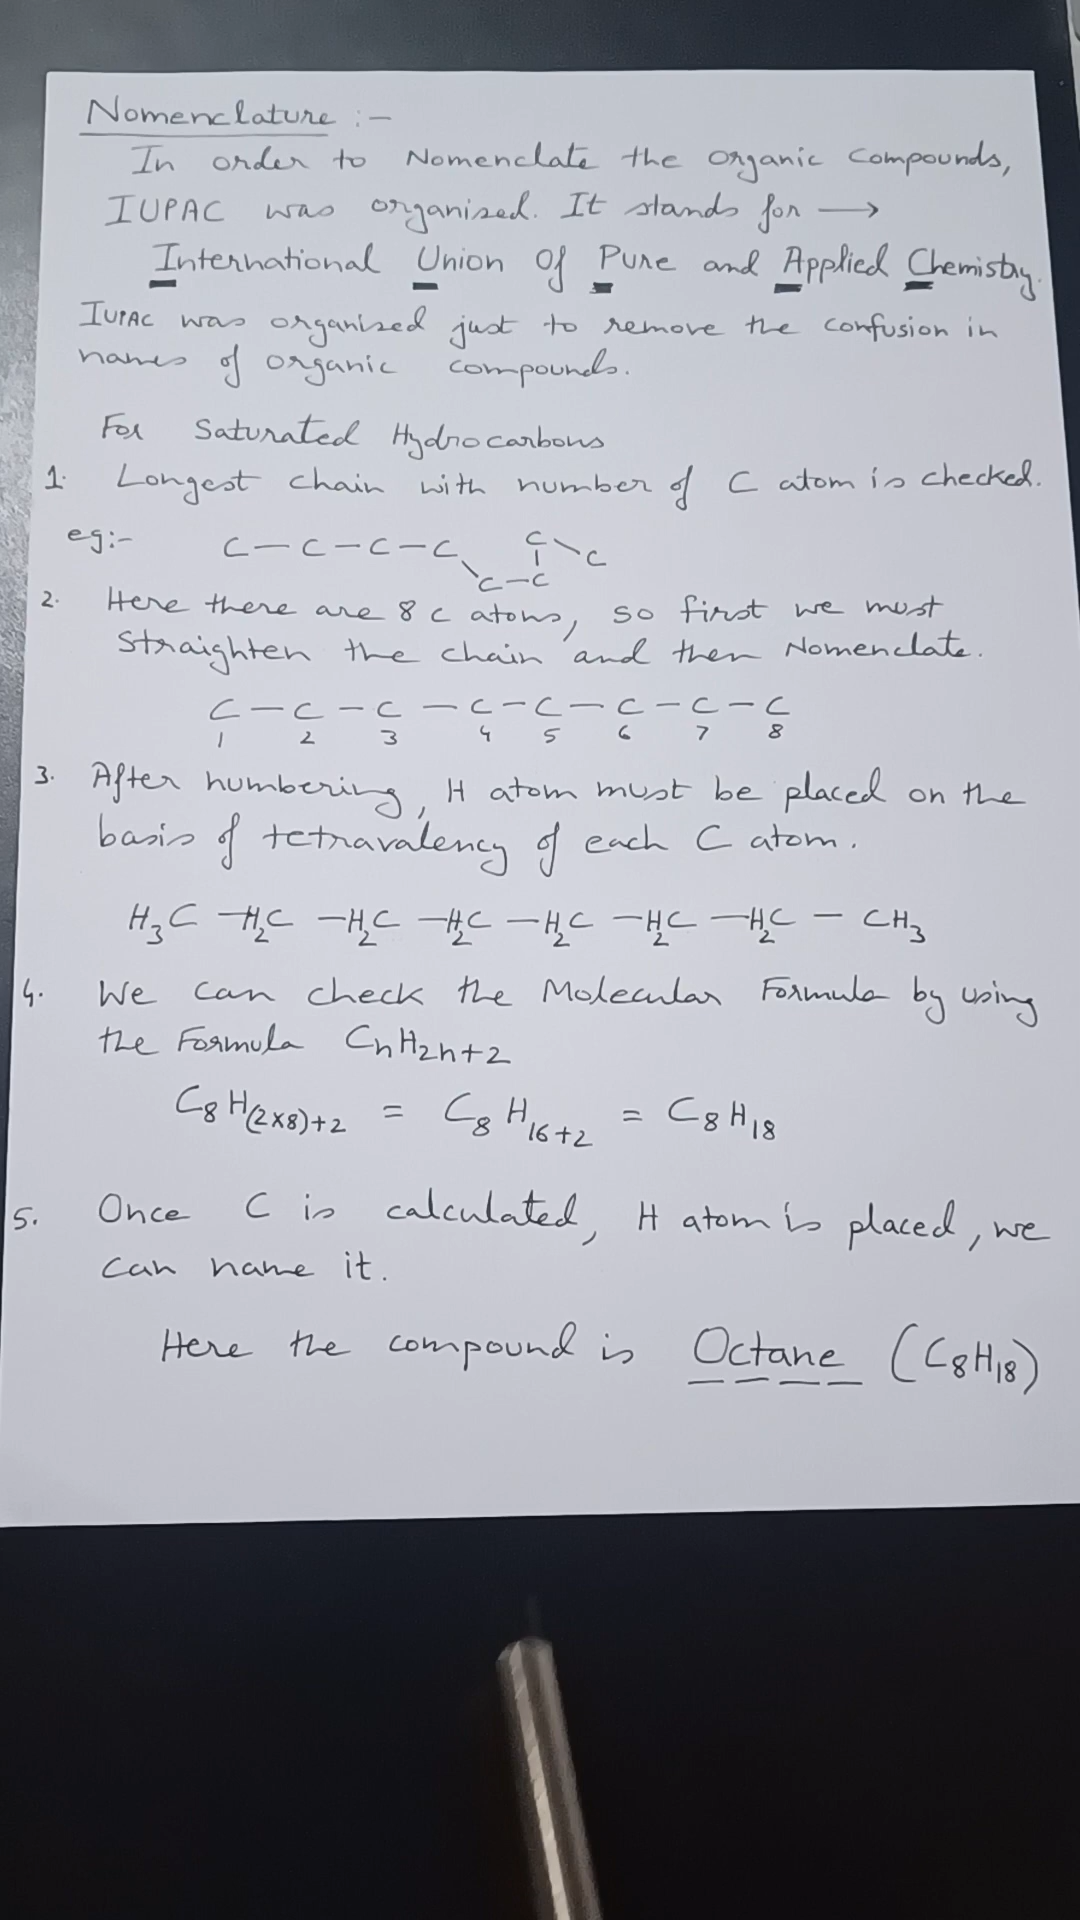 Nomenclature :-
In order to Nomenclate the organic compounds,
IUPAC was organised. It stands for →
International Union Of Pure and Applied Chemistry.
IUPAC was organised just to remove the confusion in
names of organic compounds.
For Saturated Hydrocarbons
1. Longest chain with number of C atom is checked.
eg:- C-C-C-C C-C
C-C
2. Here there are 8 C atoms, so first we must
straighten the chain and then Nomenclate.
C-C-C-C-C-C-C-C
1 2 3 4 5 6 7 8
3. After numbering, H atom must be placed on the
basis of tetravalency of each C atom.
H₃C-H₂C-H₂C-H₂C-H₂C-H₂C-H₂C-CH₃
4. We can check the Molecular Formula by using
the Formula CnH2n+2
C₈H(2×8)+2 = C₈H16+2 = C₈H₁₈
5. Once C is calculated, H atom is placed, we
can name it.
Here the compound is Octane (C₈H₁₈)